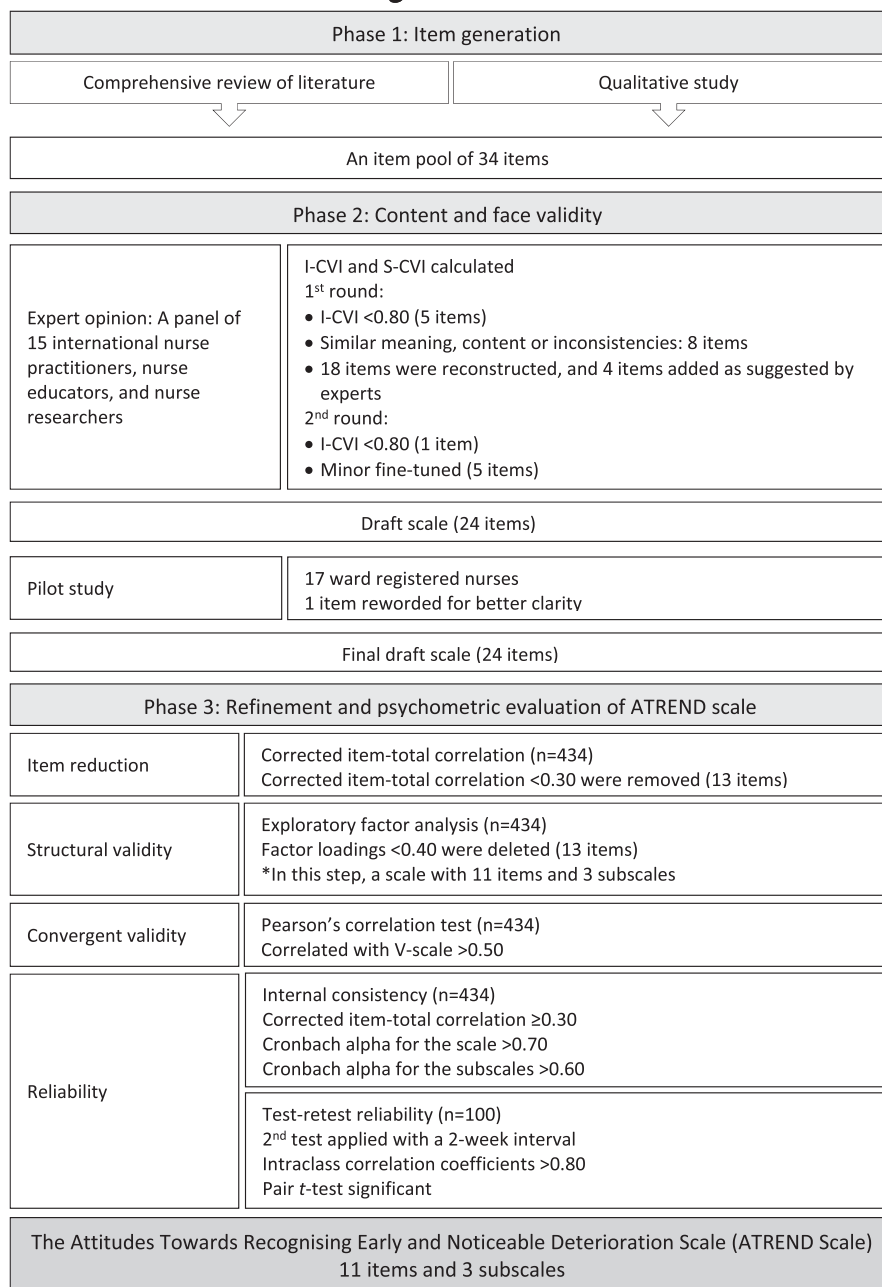 Phase 1: Item generation
Comprehensive review of literature
Qualitative study
An item pool of 34 items
Phase 2: Content and face validity
Expert opinion: A panel of
15 international nurse
practitioners, nurse
educators, and nurse
researchers
I-CVI and S-CVI calculated
1st round:
• I-CVI <0.80 (5 items)
• Similar meaning, content or inconsistencies: 8 items
• 18 items were reconstructed, and 4 items added as suggested by
experts
2nd round:
• I-CVI <0.80 (1 item)
• Minor fine-tuned (5 items)
Draft scale (24 items)
Pilot study
17 ward registered nurses
1 item reworded for better clarity
Final draft scale (24 items)
Phase 3: Refinement and psychometric evaluation of ATREND scale
Item reduction
Corrected item-total correlation (n=434)
Corrected item-total correlation <0.30 were removed (13 items)
Structural validity
Exploratory factor analysis (n=434)
Factor loadings <0.40 were deleted (13 items)
*In this step, a scale with 11 items and 3 subscales
Convergent validity
Pearson's correlation test (n=434)
Correlated with V-scale >0.50
Reliability
Internal consistency (n=434)
Corrected item-total correlation ≥0.30
Cronbach alpha for the scale >0.70
Cronbach alpha for the subscales >0.60
Test-retest reliability (n=100)
2nd test applied with a 2-week interval
Intraclass correlation coefficients >0.80
Pair t-test significant
The Attitudes Towards Recognising Early and Noticeable Deterioration Scale (ATREND Scale)
11 items and 3 subscales